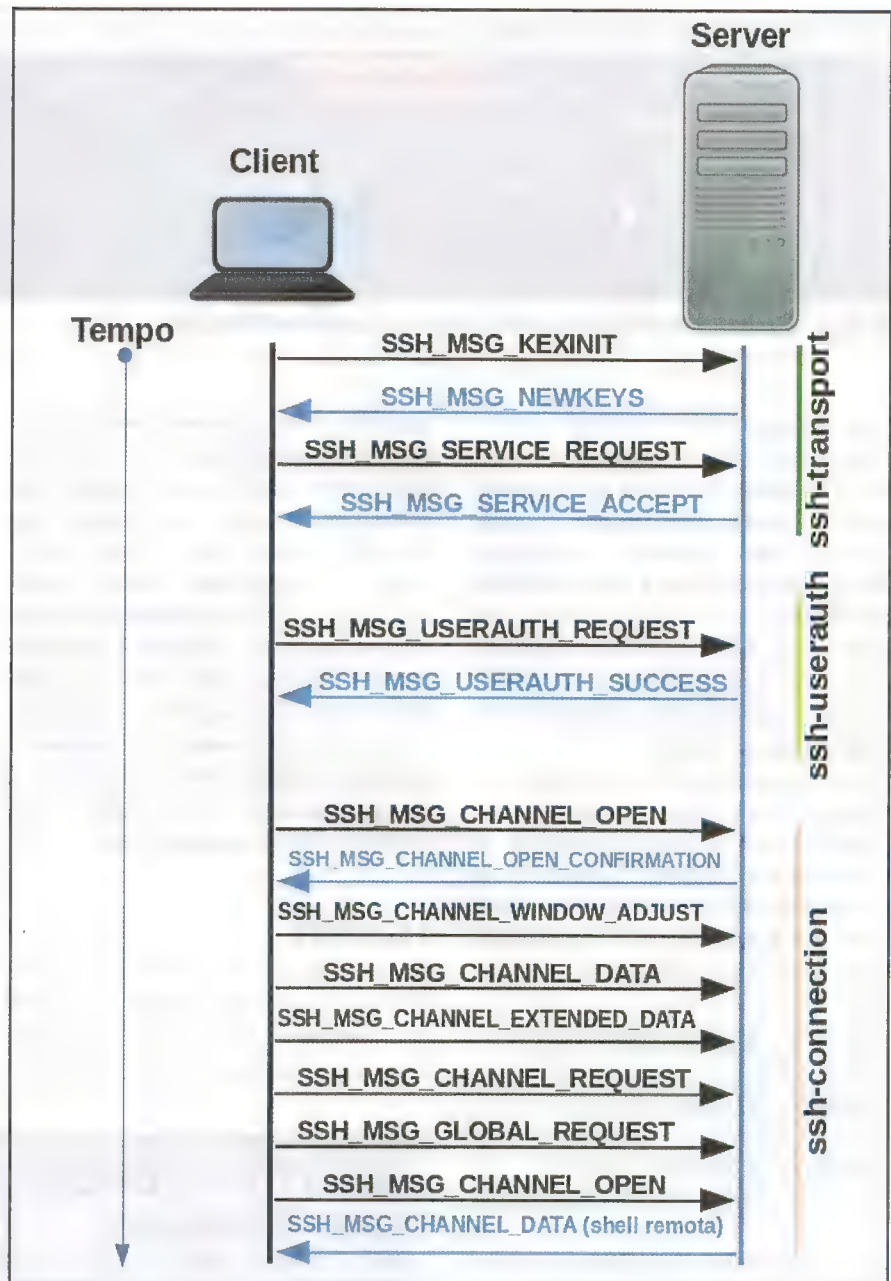 Server
Client
Tempo
SSH_MSG_KEXINIT
SSH_MSG_NEWKEYS
SSH_MSG_SERVICE_REQUEST
SSH_MSG_SERVICE_ACCEPT
ssh-transport
SSH_MSG_USERAUTH_REQUEST
SSH_MSG_USERAUTH_SUCCESS
ssh-userauth
SSH_MSG_CHANNEL_OPEN
SSH_MSG_CHANNEL_OPEN_CONFIRMATION
SSH_MSG_CHANNEL_WINDOW_ADJUST
SSH_MSG_CHANNEL_DATA
SSH_MSG_CHANNEL_EXTENDED_DATA
SSH_MSG_CHANNEL_REQUEST
SSH_MSG_GLOBAL_REQUEST
SSH_MSG_CHANNEL_OPEN
SSH_MSG_CHANNEL_DATA (shell remota)
ssh-connection